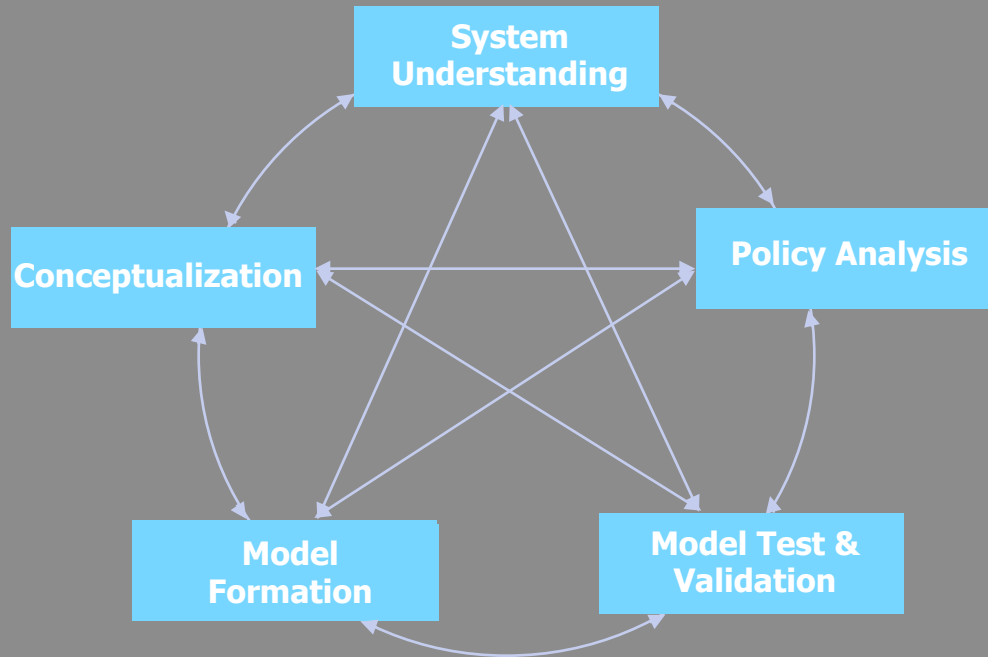 System
Understanding
Conceptualization
Policy Analysis
Model
Formation
Model Test &
Validation